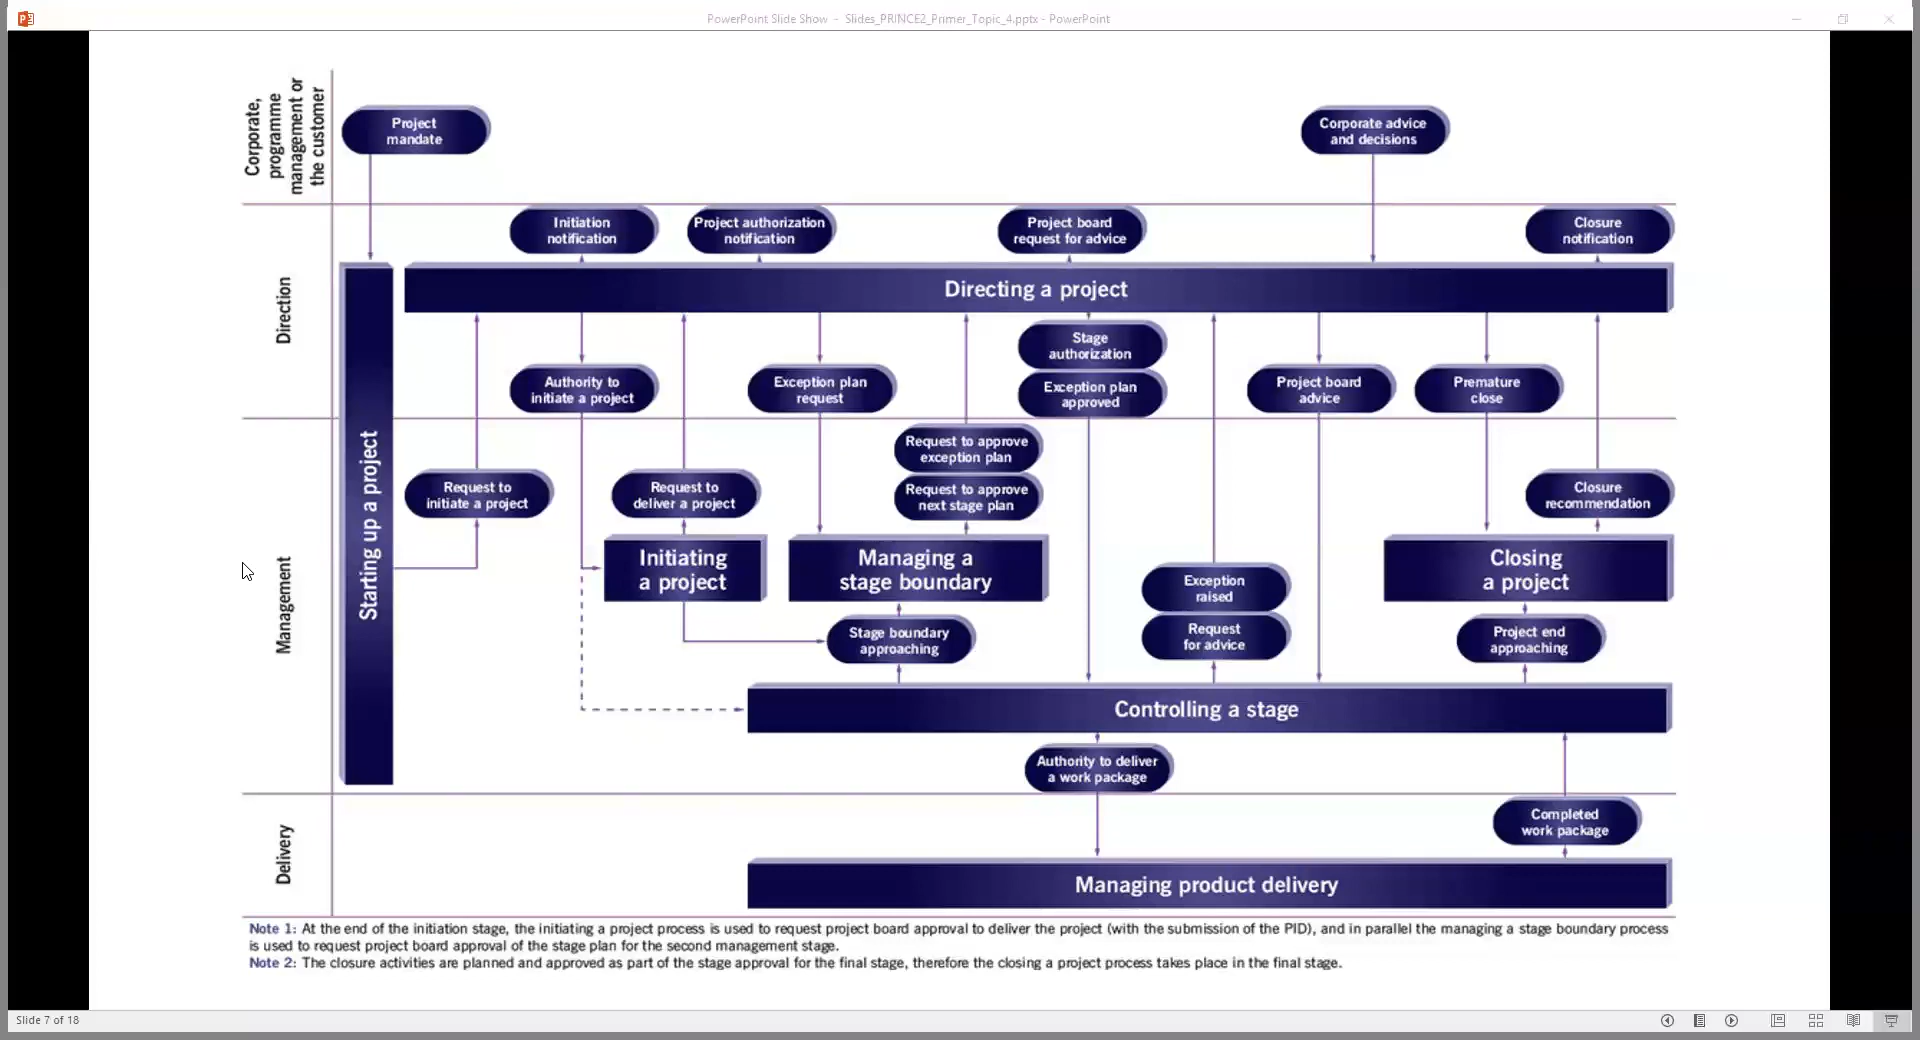 PowerPoint Slide Show - Slides_PRINCE2_Primer_Topic_4.pptx - PowerPoint
Corporate,
programme
management or
the customer
Project
mandate
Corporate advice
and decisions
Direction
Initiation
notification
Project authorization
notification
Project board
request for advice
Closure
notification
Directing a project
Stage
authorization
Authority to
initiate a project
Exception plan
request
Exception plan
approved
Project board
advice
Premature
close
Management
Starting up a project
Request to approve
exception plan
Request to
initiate a project
Request to
deliver a project
Request to approve
next stage plan
Closure
recommendation
Initiating
a project
Managing a
stage boundary
Closing
a project
Exception
raised
Stage boundary
approaching
Request
for advice
Project end
approaching
Controlling a stage
Authority to deliver
a work package
Delivery
Completed
work package
Managing product delivery
Note 1: At the end of the initiation stage, the initiating a project process is used to request project board approval to deliver the project (with the submission of the PID), and in parallel the managing a stage boundary process
is used to request project board approval of the stage plan for the second management stage.
Note 2: The closure activities are planned and approved as part of the stage approval for the final stage, therefore the closing a project process takes place in the final stage.
Slide 7 of 18